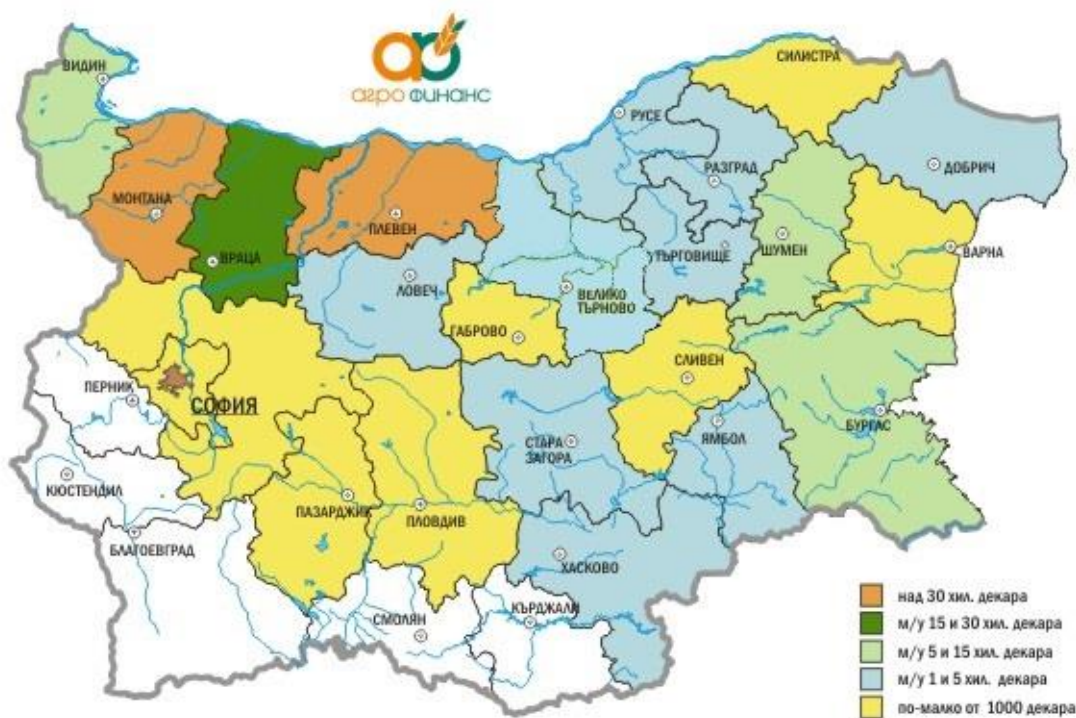 агро финанс
СИЛИСТРА
ВИДИН
РУСЕ
РАЗГРАД
ДОБРИЧ
МОНТАНА
ПЛЕВЕН
ШУМЕН
ВАРНА
ВРАЦА
ТЪРГОВИЩЕ
ЛОВЕЧ
ВЕЛИКО
ТЪРНОВО
ГАБРОВО
СЛИВЕН
ПЕРНИК
СОФИЯ
БУРГАС
ЯМБОЛ
СТАРА
ЗАГОРА
КЮСТЕНДИЛ
ПАЗАРДЖИК
ПЛОВДИВ
БЛАГОЕВГРАД
ХАСКОВО
СМОЛЯН
КЪРДЖАЛИ
над 30 хил. декара
м/у 15 и 30 хил. декара
м/у 5 и 15 хил. декара
м/у 1 и 5 хил. декара
по-малко от 1000 декара